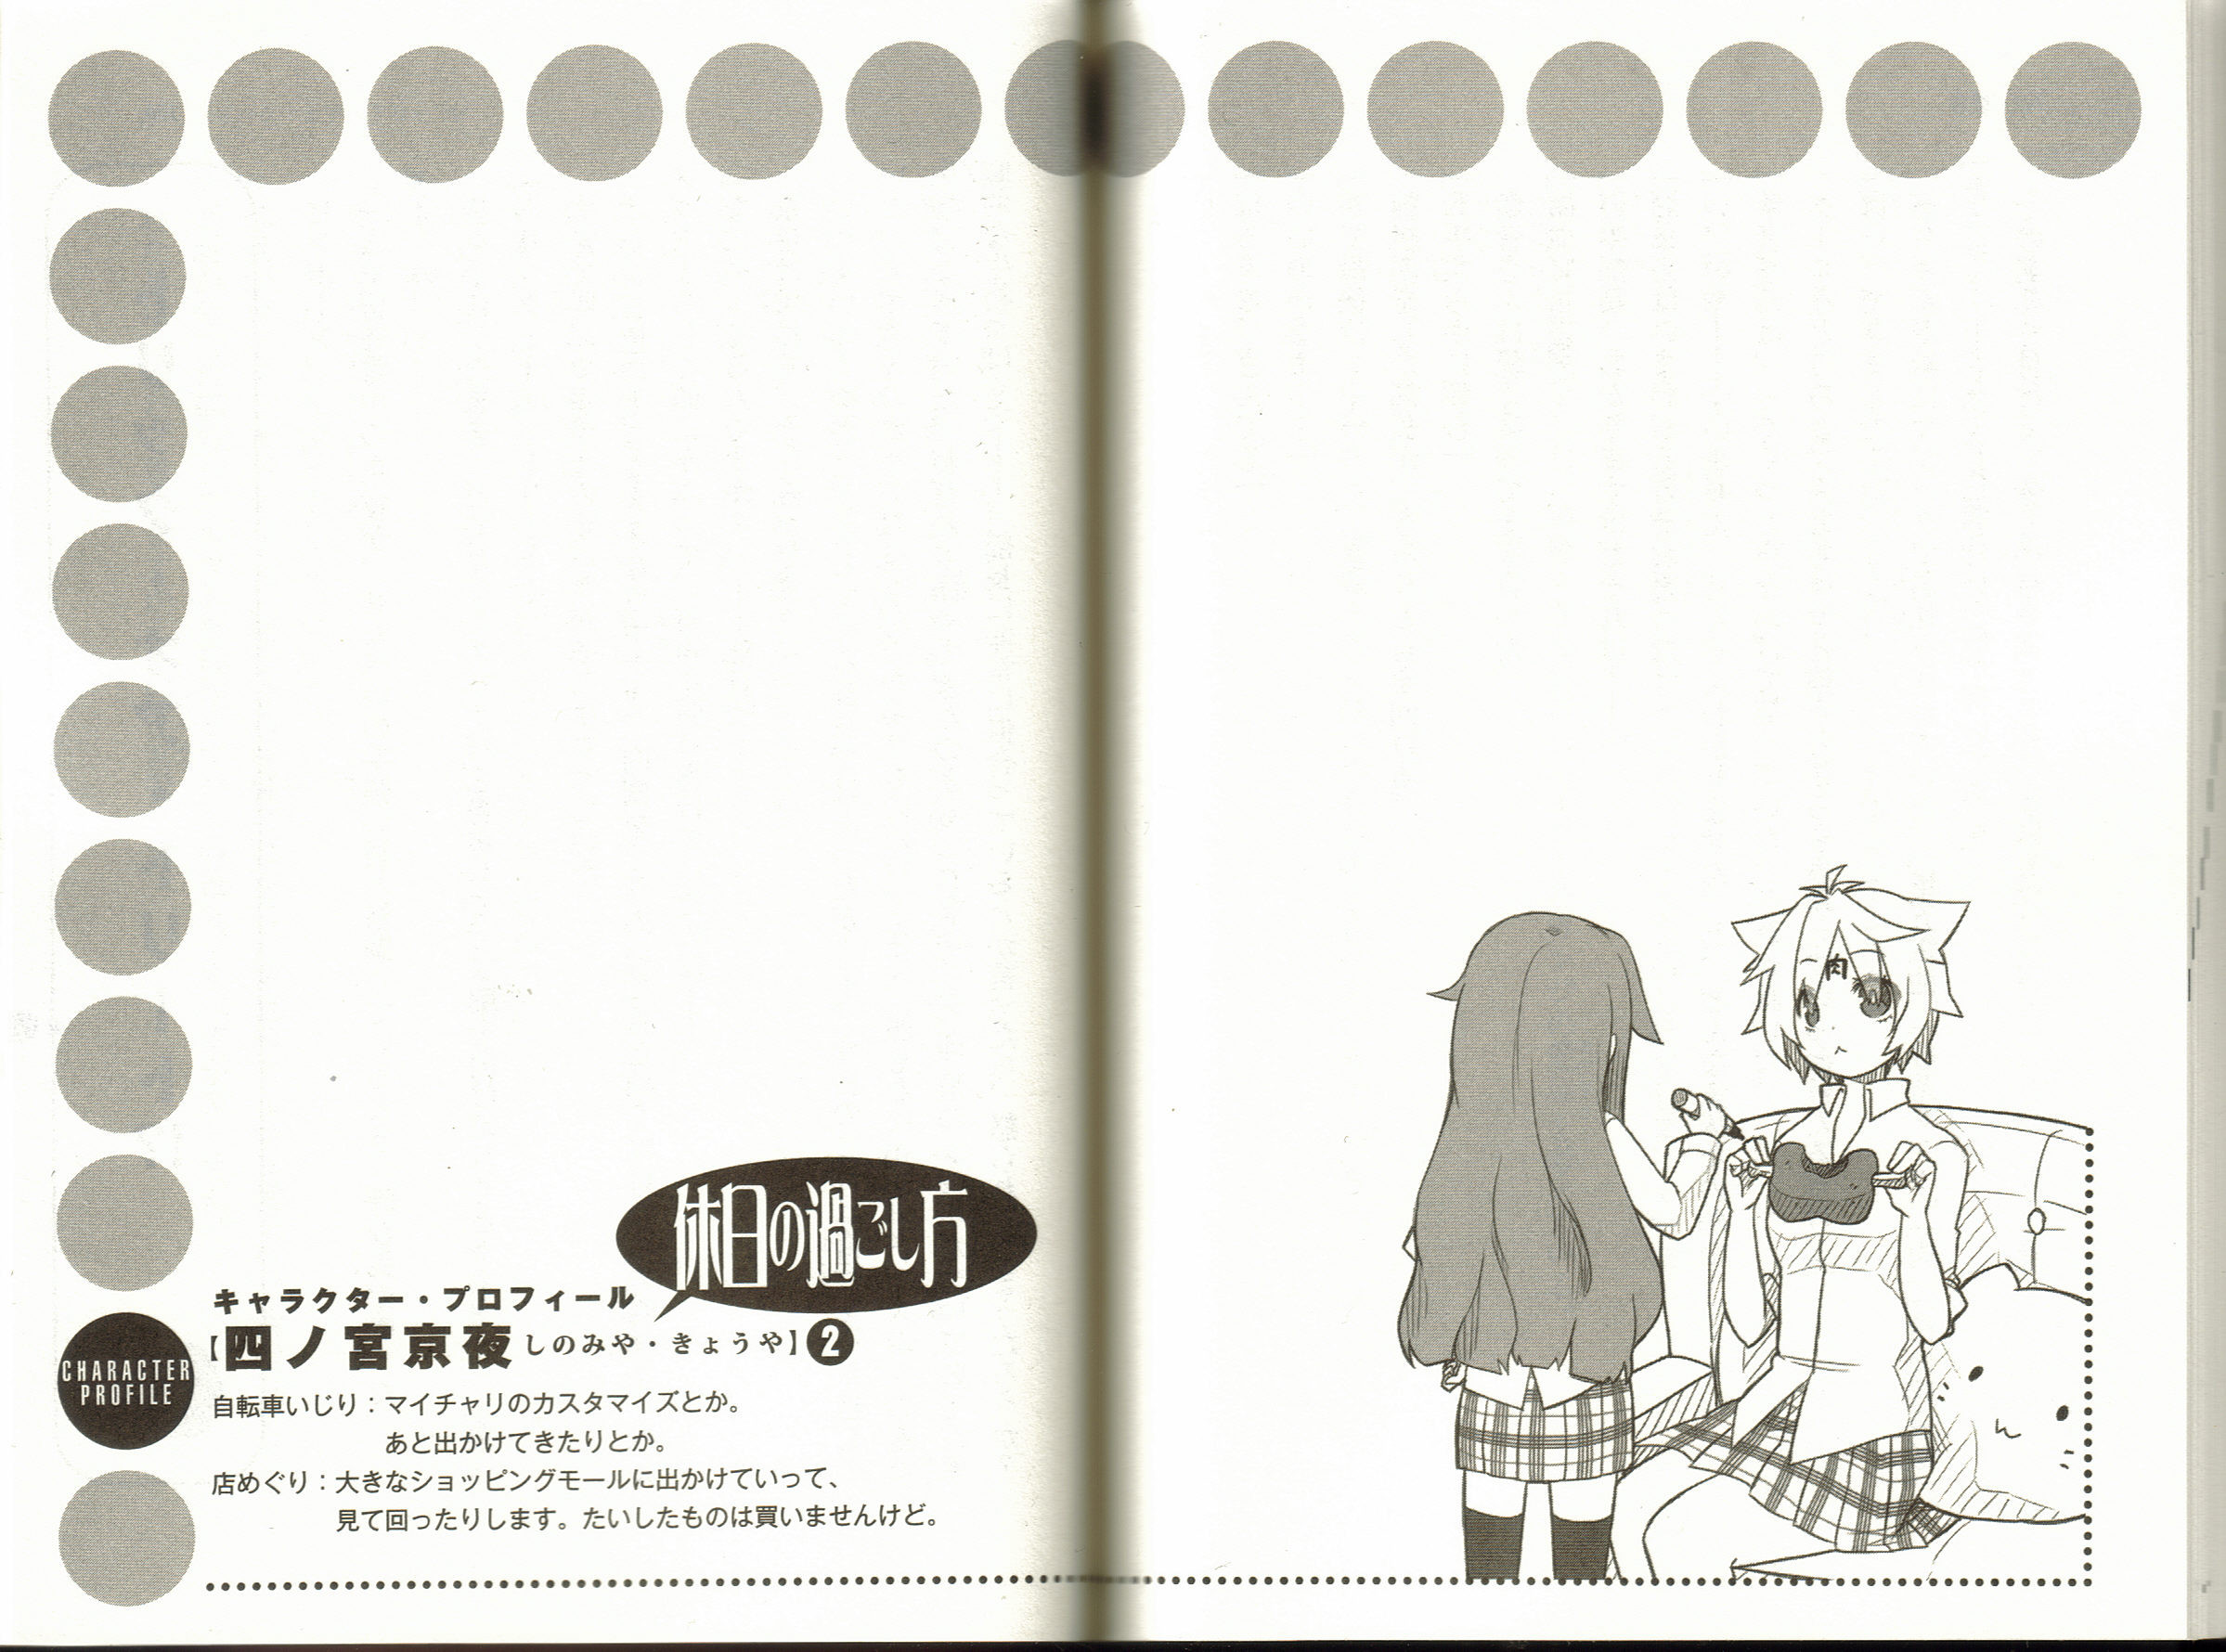 休日の過ごし方
キャラクター・プロフィール
【四ノ宮京夜しのみや・きょうや】❷
CHARACTER
PROFILE
自転車いじり：マイチャリのカスタマイズとか。
あと出かけてきたりとか。
店めぐり：大きなショッピングモールに出かけていって、
見て回ったりします。たいしたものは買いませんけど。
肉